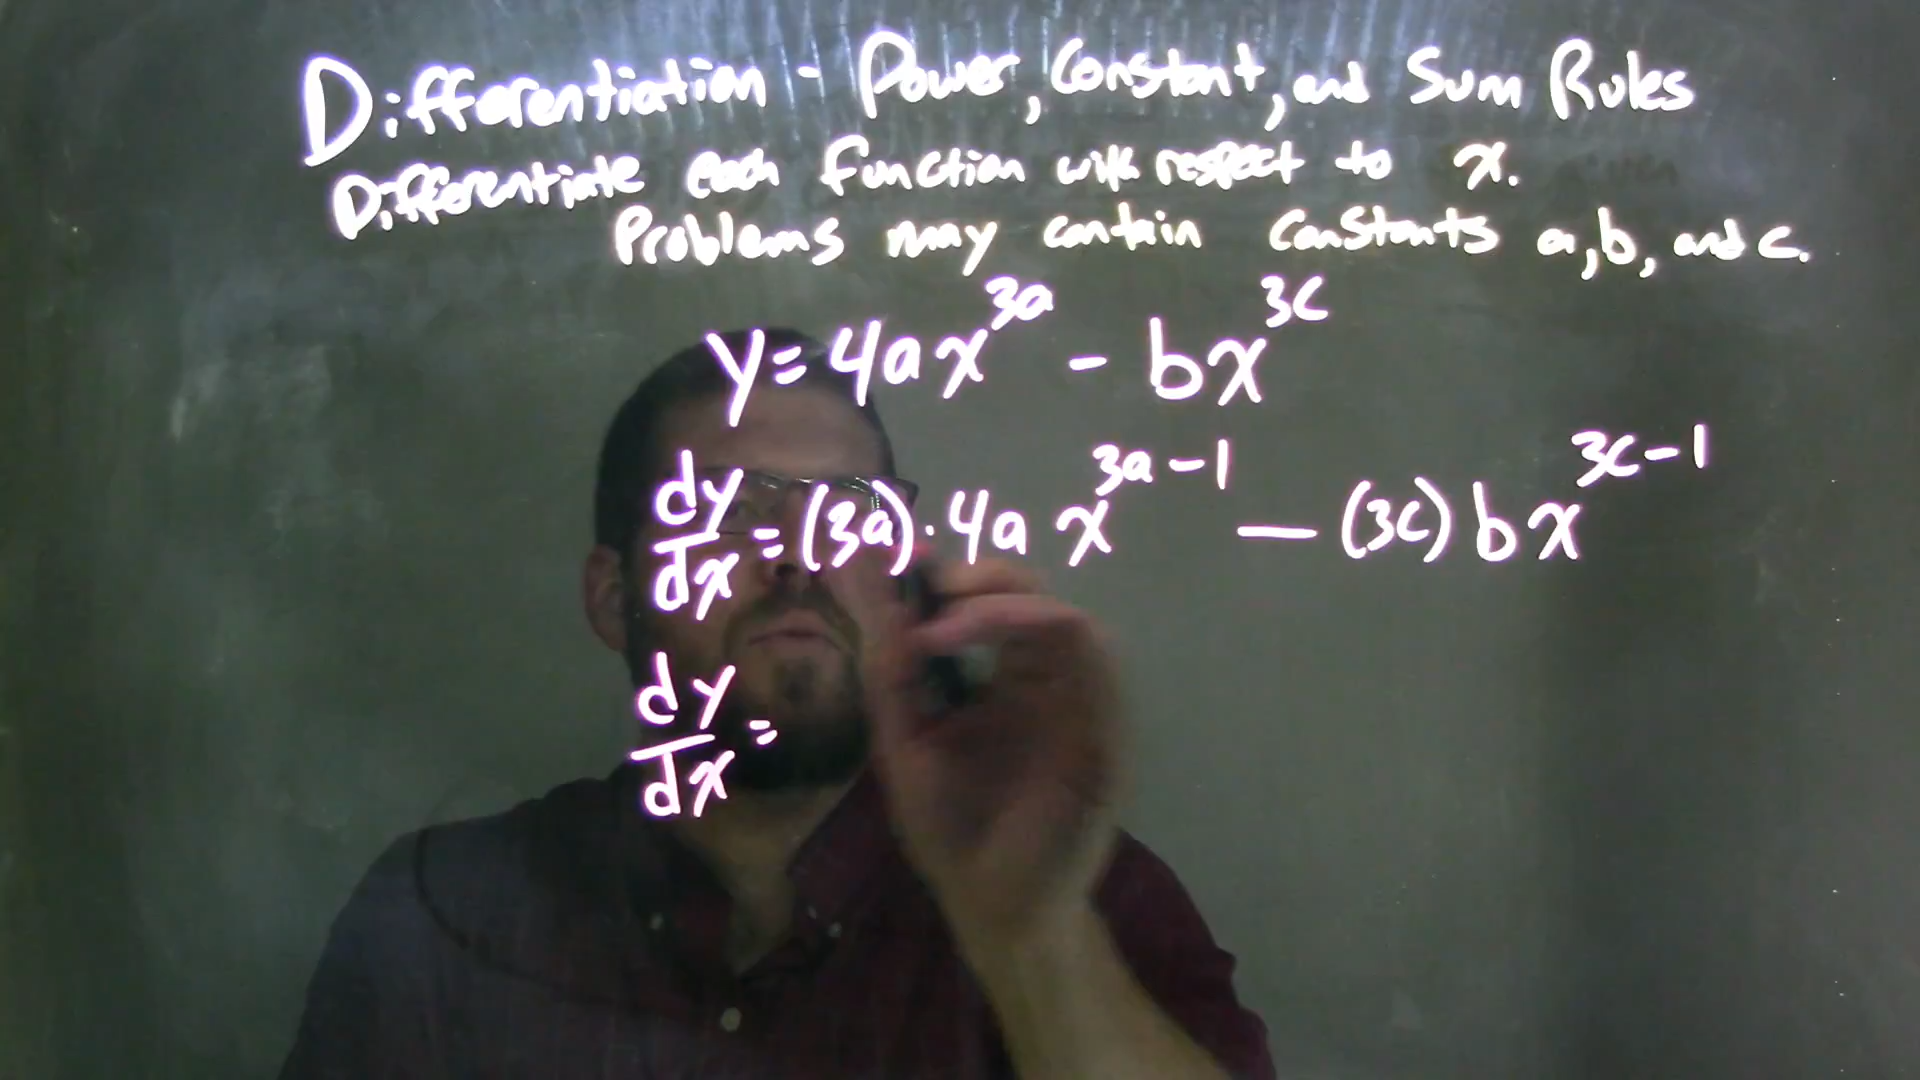 Differentiation - Power, Constant, and Sum Rules
Differentiate each function with respect to x.
Problems may contain constants a, b, and c.
y = 4ax^{3a} - bx^{3c}
dy/dx = (3a)·4a x^{3a-1} - (3c) bx^{3c-1}
dy/dx =